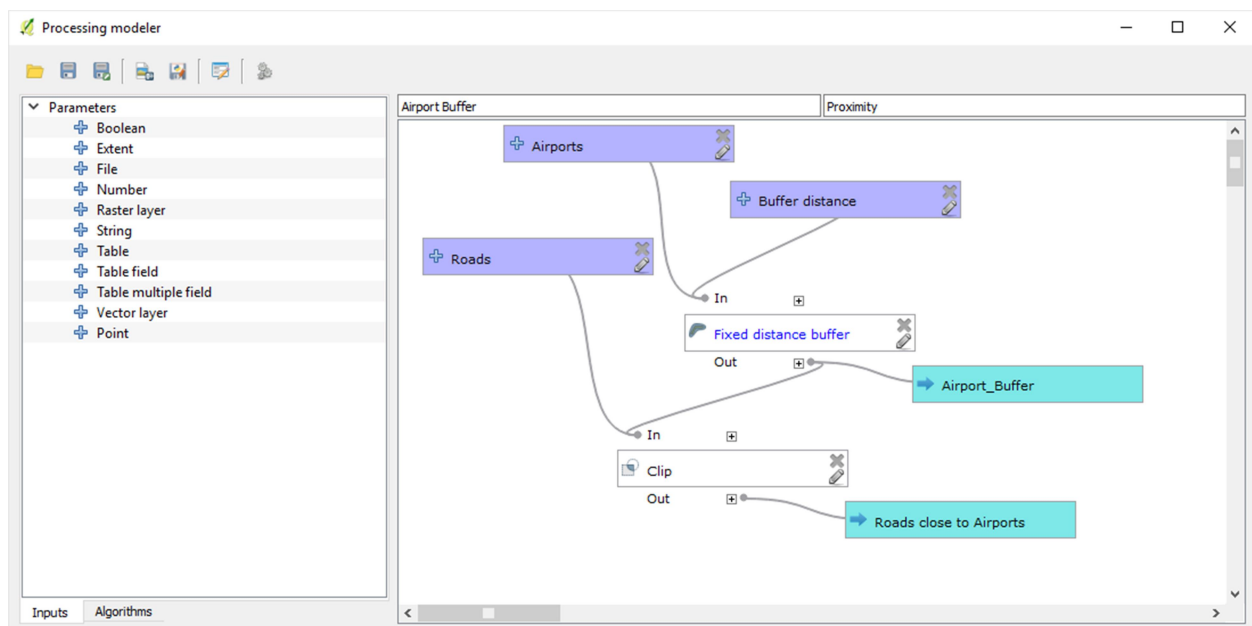 Processing modeler
Parameters
Boolean
Extent
File
Number
Raster layer
String
Table
Table field
Table multiple field
Vector layer
Point
Inputs
Algorithms
Airport Buffer
Proximity
Airports
Buffer distance
Roads
In
Fixed distance buffer
Out
Airport_Buffer
In
Clip
Out
Roads close to Airports